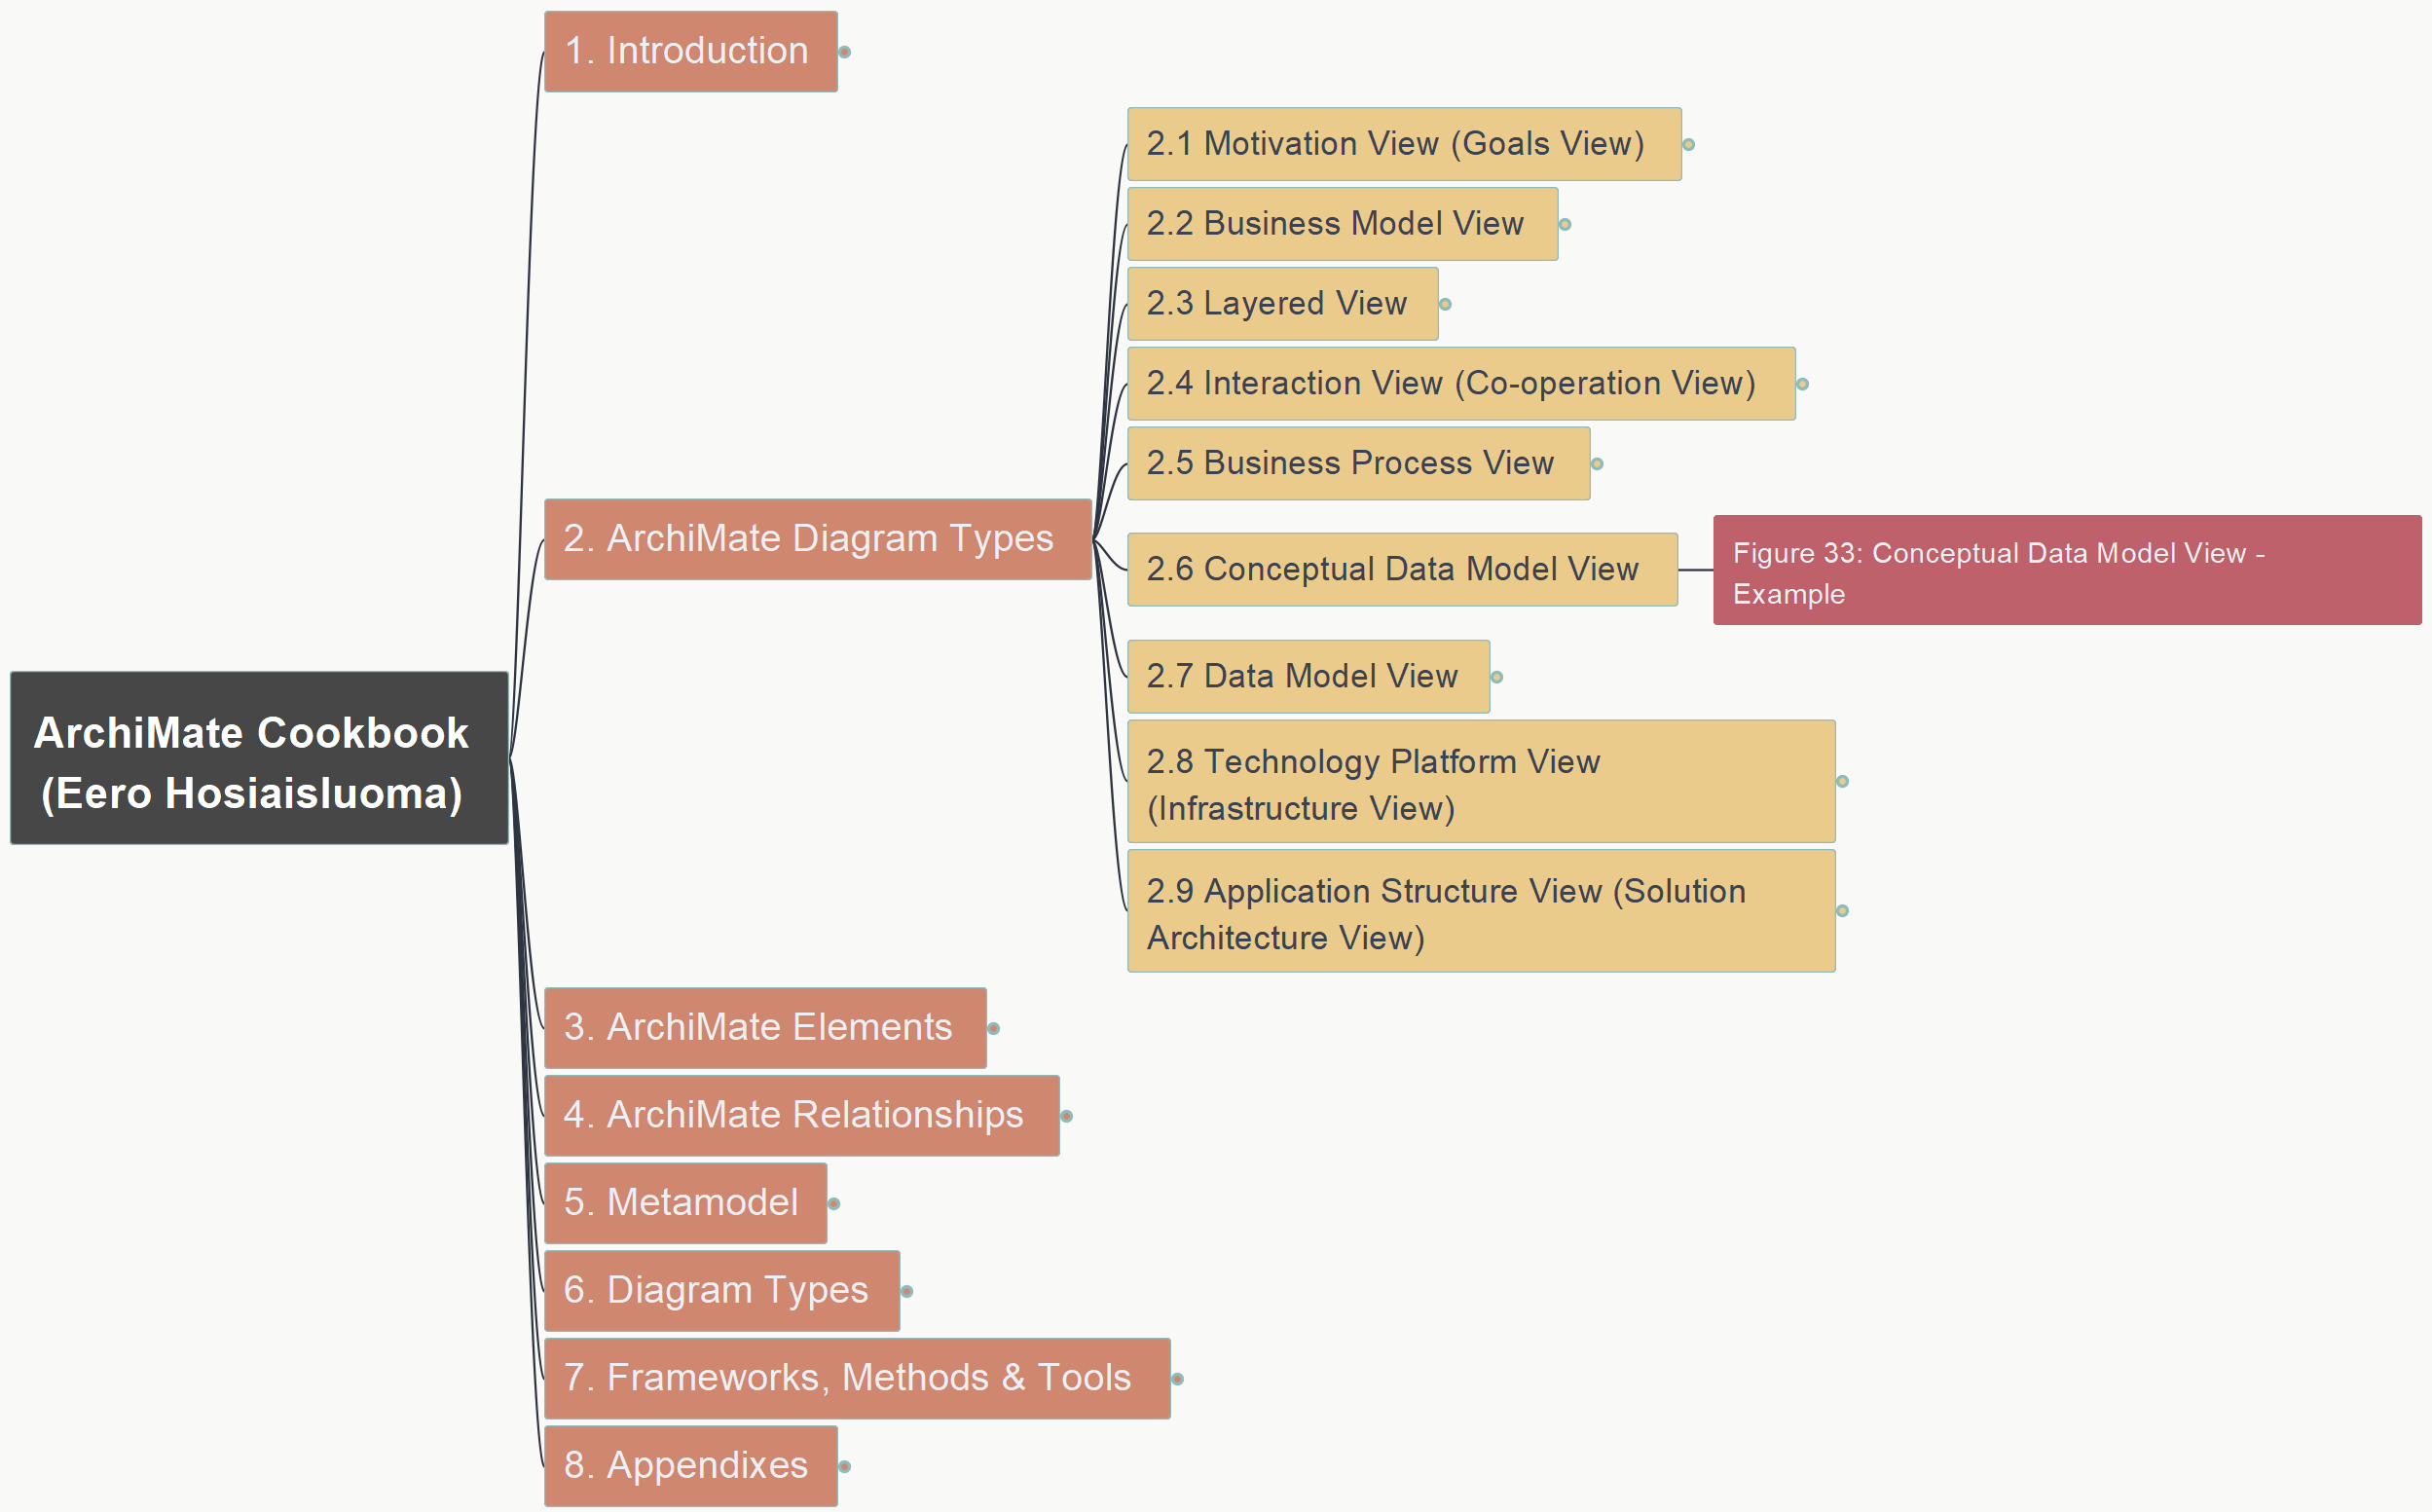 ArchiMate Cookbook
(Eero Hosiaisluoma)
1. Introduction
2. ArchiMate Diagram Types
2.1 Motivation View (Goals View)
2.2 Business Model View
2.3 Layered View
2.4 Interaction View (Co-operation View)
2.5 Business Process View
2.6 Conceptual Data Model View
Figure 33: Conceptual Data Model View -
Example
2.7 Data Model View
2.8 Technology Platform View
(Infrastructure View)
2.9 Application Structure View (Solution
Architecture View)
3. ArchiMate Elements
4. ArchiMate Relationships
5. Metamodel
6. Diagram Types
7. Frameworks, Methods & Tools
8. Appendixes